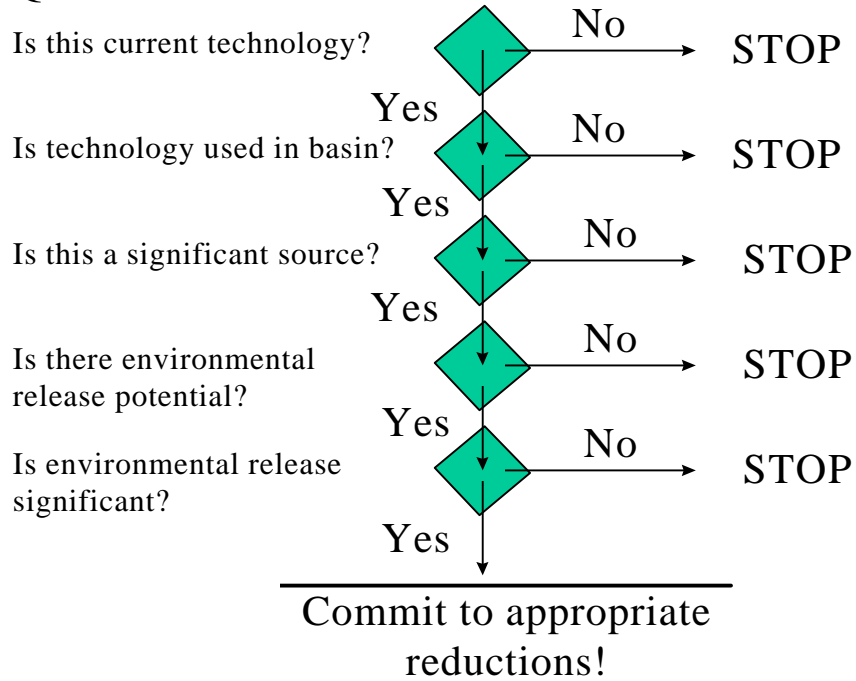 Is this current technology?
No
STOP
Yes
Is technology used in basin?
No
STOP
Yes
Is this a significant source?
No
STOP
Yes
Is there environmental
release potential?
No
STOP
Yes
Is environmental release
significant?
No
STOP
Yes
Commit to appropriate
reductions!